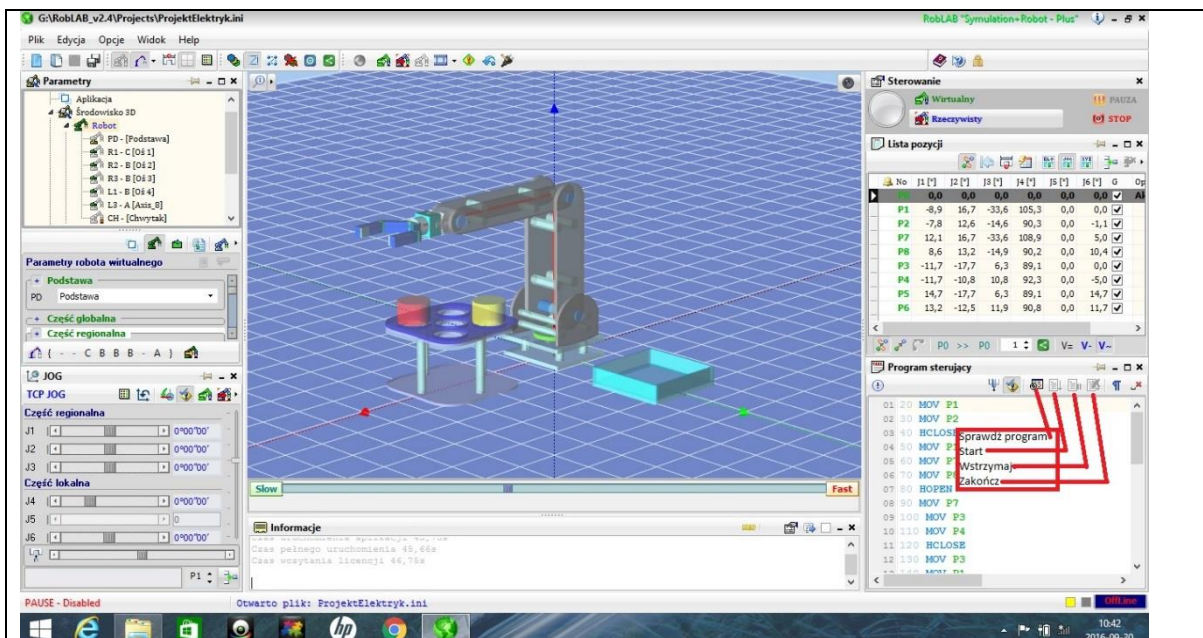 G:\RobLAB_v2.4\Projects\ProjektElektryk.ini
RobLAB "Symulation+Robot - Plus"
Plik Edycja Opcje Widok Help
Parametry
Aplikacja
Środowisko 3D
Robot
PD - [Podstawa]
R1 - C [Oś 1]
R2 - B [Oś 2]
R3 - B [Oś 3]
L1 - B [Oś 4]
L3 - A [Axis_8]
CH - [Chwytak]
Parametry robota wirtualnego
Podstawa
PD Podstawa
Część globalna
Część regionalna
{ - - C B B B - A }
JOG
TCP JOG
Część regionalna
J1 0°00'00'
J2 0°00'00'
J3 0°00'00'
Część lokalna
J4 0°00'00'
J5 0
J6 0°00'00'
P1
Slow Fast
Informacje
Czas pełnego uruchomienia 45,66s
Czas wczytania licencji 46,78s
Sterowanie
Wirtualny PAUZA
Rzeczywisty STOP
Lista pozycji
No J1 [°] J2 [°] J3 [°] J4 [°] J5 [°] J6 [°] G Op
0,0 0,0 0,0 0,0 0,0 0,0
P1 -8,9 16,7 -33,6 105,3 0,0 0,0
P2 -7,8 12,6 -14,6 90,3 0,0 -1,1
P7 12,1 16,7 -33,6 108,9 0,0 5,0
P8 8,6 13,2 -14,9 90,2 0,0 10,4
P3 -11,7 -17,7 6,3 89,1 0,0 0,0
P4 -11,7 -10,8 10,8 92,3 0,0 -5,0
P5 14,7 -17,7 6,3 89,1 0,0 14,7
P6 13,2 -12,5 11,9 90,8 0,0 11,7
P0 >> P0 1 V= V- V~
Program sterujący
01 20 MOV P1
02 30 MOV P2
03 40 HCLOSE
04 50 MOV
05 60 MOV
06 70 MOV
07 80 HOPEN
08 90 MOV P7
09 100 MOV P3
10 110 MOV P4
11 120 HCLOSE
12 130 MOV P3
Sprawdź program
Start
Wstrzymaj
Zakończ
PAUSE - Disabled
Otwarto plik: ProjektElektryk.ini
OffLine
10:42
2016-09-30